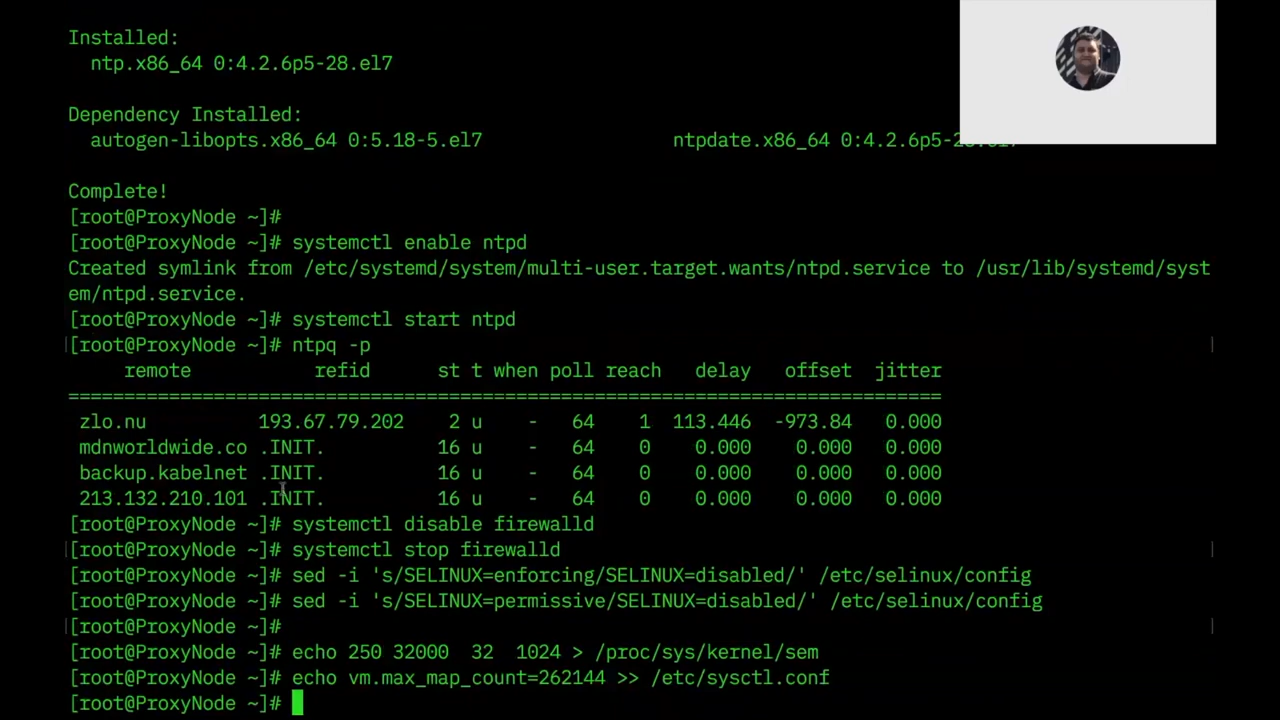 Installed:
ntp.x86_64 0:4.2.6p5-28.el7
Dependency Installed:
autogen-libopts.x86_64 0:5.18-5.el7 ntpdate.x86_64 0:4.2.6p5-28.el7
Complete!
[root@ProxyNode ~]#
[root@ProxyNode ~]# systemctl enable ntpd
Created symlink from /etc/systemd/system/multi-user.target.wants/ntpd.service to /usr/lib/systemd/syst
em/ntpd.service.
[root@ProxyNode ~]# systemctl start ntpd
[root@ProxyNode ~]# ntpq -p
remote refid st t when poll reach delay offset jitter
==============================================================================
zlo.nu 193.67.79.202 2 u - 64 1 113.446 -973.84 0.000
mdnworldwide.co .INIT. 16 u - 64 0 0.000 0.000 0.000
backup.kabelnet .INIT. 16 u - 64 0 0.000 0.000 0.000
213.132.210.101 .INIT. 16 u - 64 0 0.000 0.000 0.000
[root@ProxyNode ~]# systemctl disable firewalld
[root@ProxyNode ~]# systemctl stop firewalld
[root@ProxyNode ~]# sed -i 's/SELINUX=enforcing/SELINUX=disabled/' /etc/selinux/config
[root@ProxyNode ~]# sed -i 's/SELINUX=permissive/SELINUX=disabled/' /etc/selinux/config
[root@ProxyNode ~]#
[root@ProxyNode ~]# echo 250 32000  32  1024 > /proc/sys/kernel/sem
[root@ProxyNode ~]# echo vm.max_map_count=262144 >> /etc/sysctl.conf
[root@ProxyNode ~]#